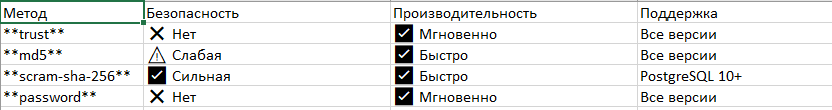 Метод Безопасность Производительность Поддержка
**trust** ❌ Нет ✅ Мгновенно Все версии
**md5** ⚠ Слабая ✅ Быстро Все версии
**scram-sha-256** ✅ Сильная ✅ Быстро PostgreSQL 10+
**password** ❌ Нет ✅ Мгновенно Все версии